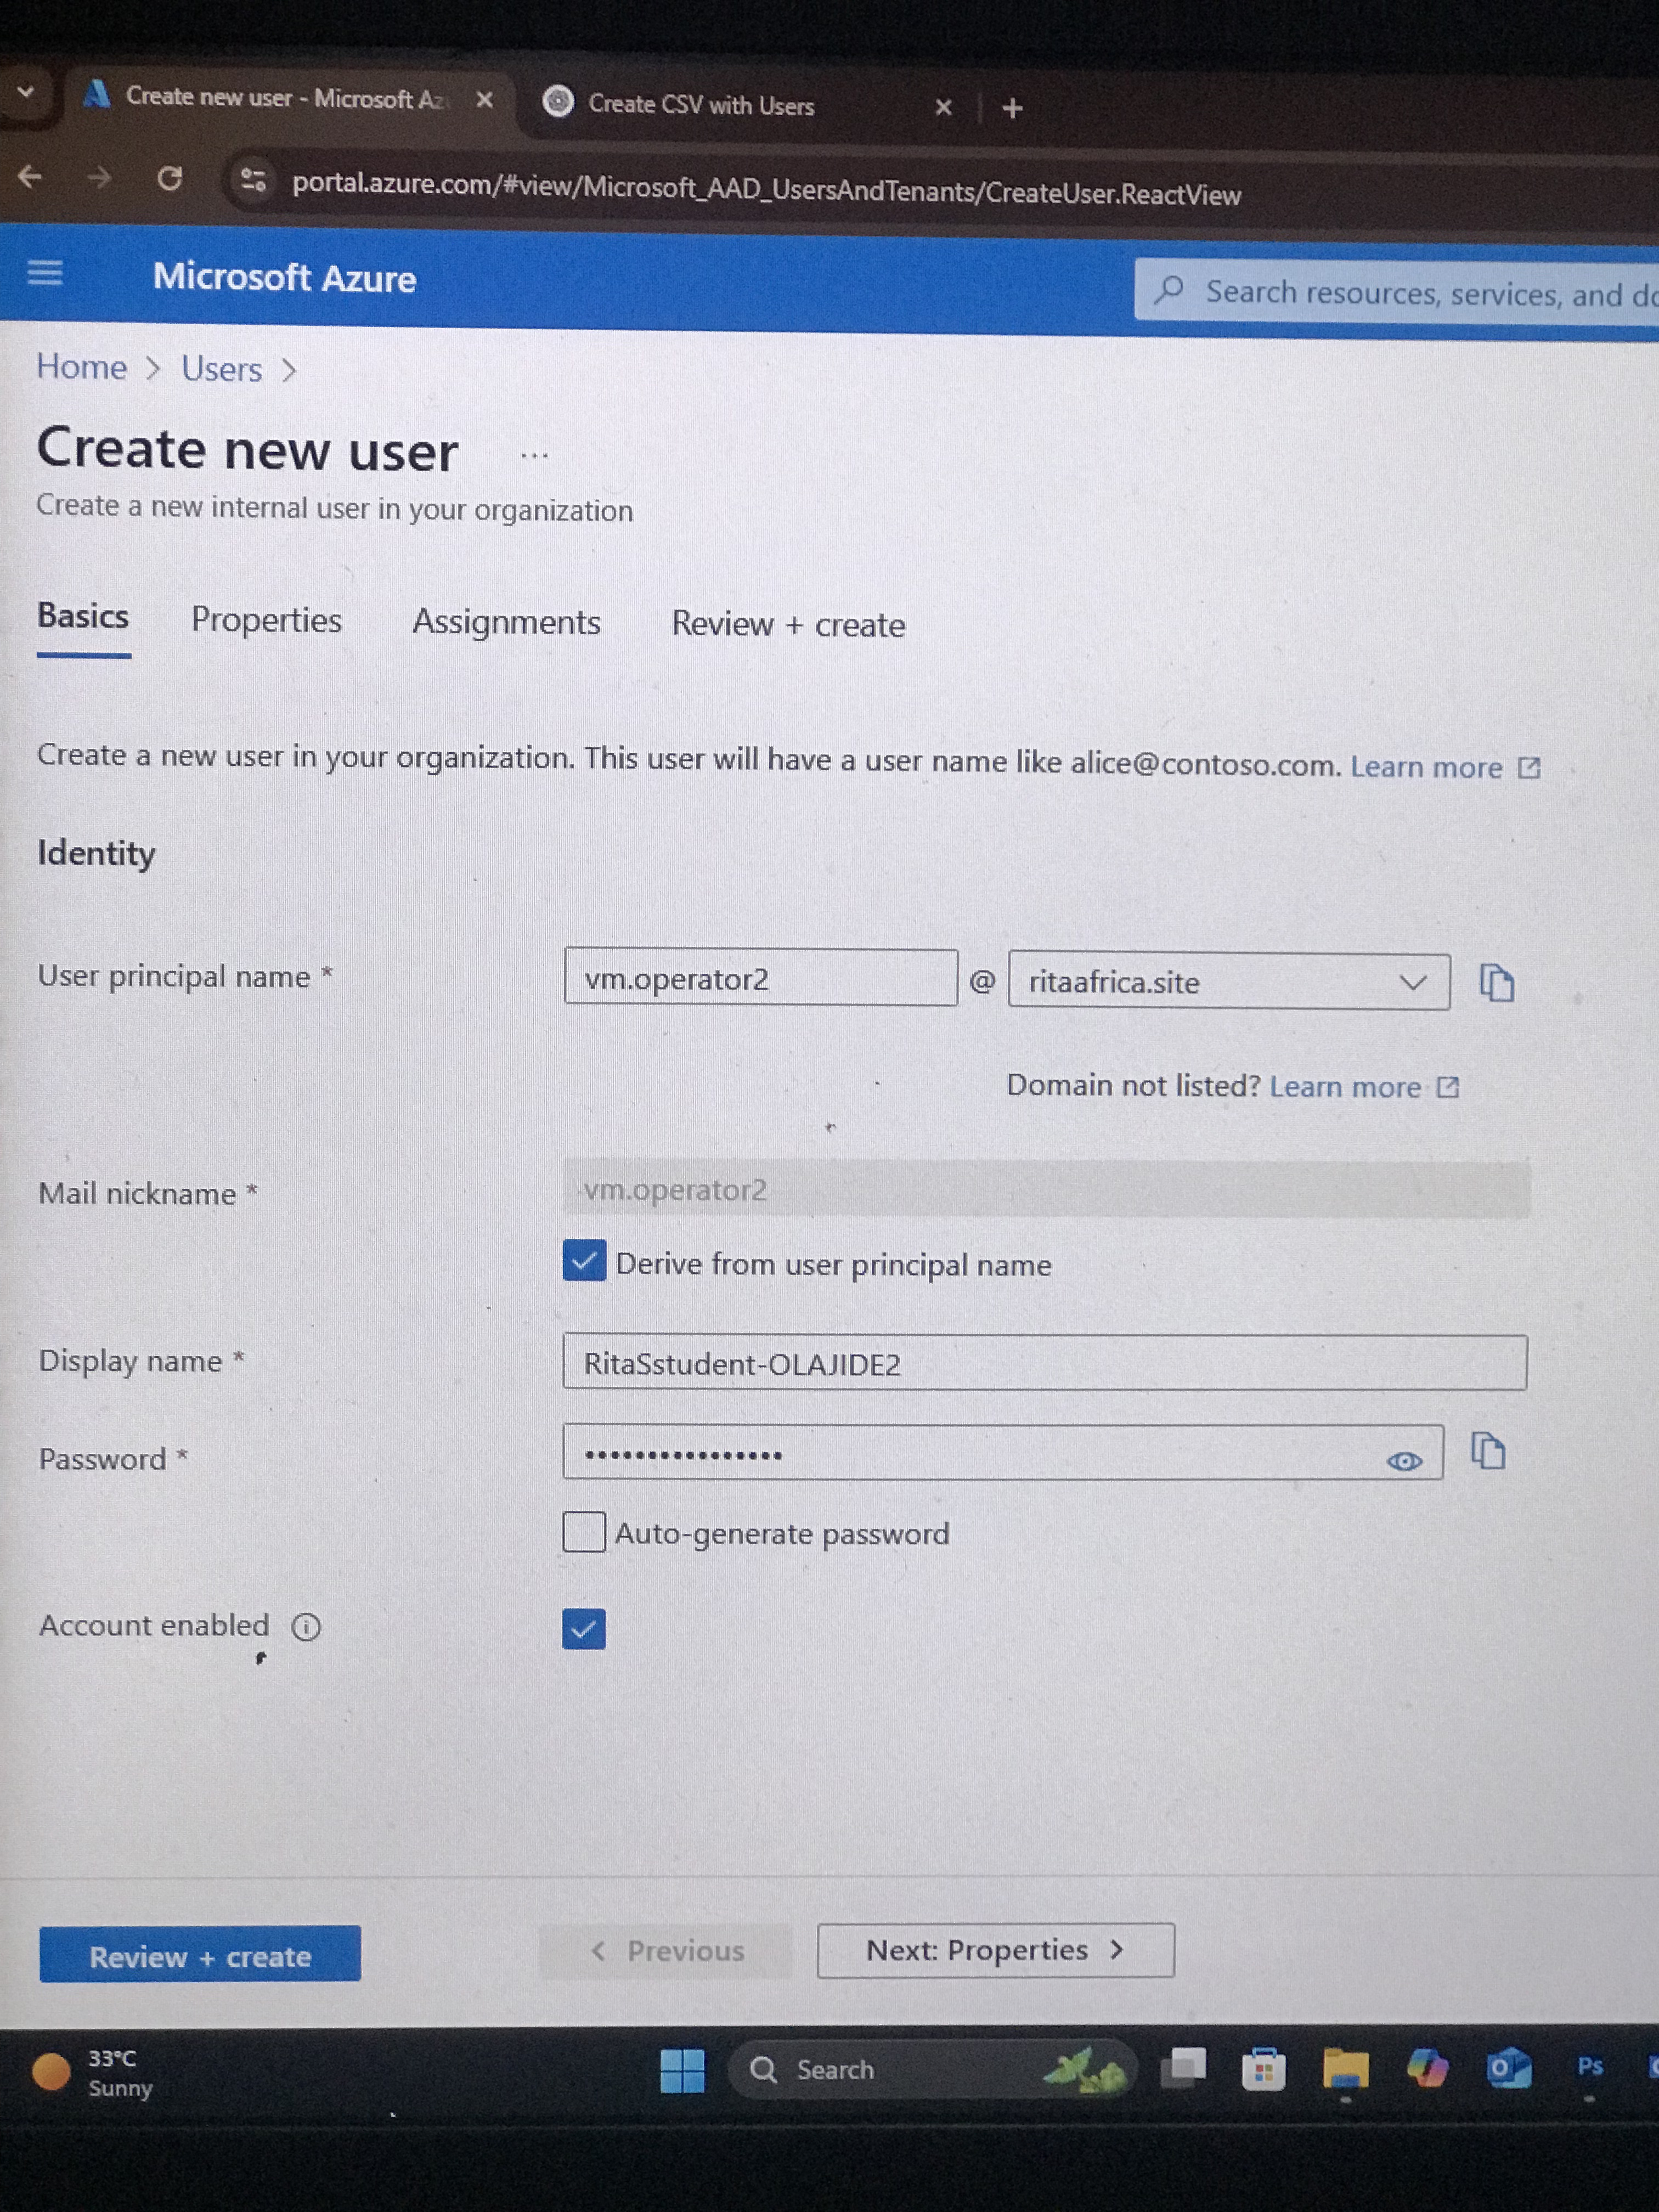 Create new user - Microsoft Az
Create CSV with Users
portal.azure.com/#view/Microsoft_AAD_UsersAndTenants/CreateUser.ReactView
Microsoft Azure
Search resources, services, and do
Home > Users >
Create new user ...
Create a new internal user in your organization
Basics Properties Assignments Review + create
Create a new user in your organization. This user will have a user name like alice@contoso.com. Learn more
Identity
User principal name * vm.operator2 @ ritaafrica.site
Domain not listed? Learn more
Mail nickname * vm.operator2
Derive from user principal name
Display name * RitaSstudent-OLAJIDE2
Password * ••••••••••••••••
Auto-generate password
Account enabled
Review + create < Previous Next: Properties >
33°C
Sunny
Search
Ps